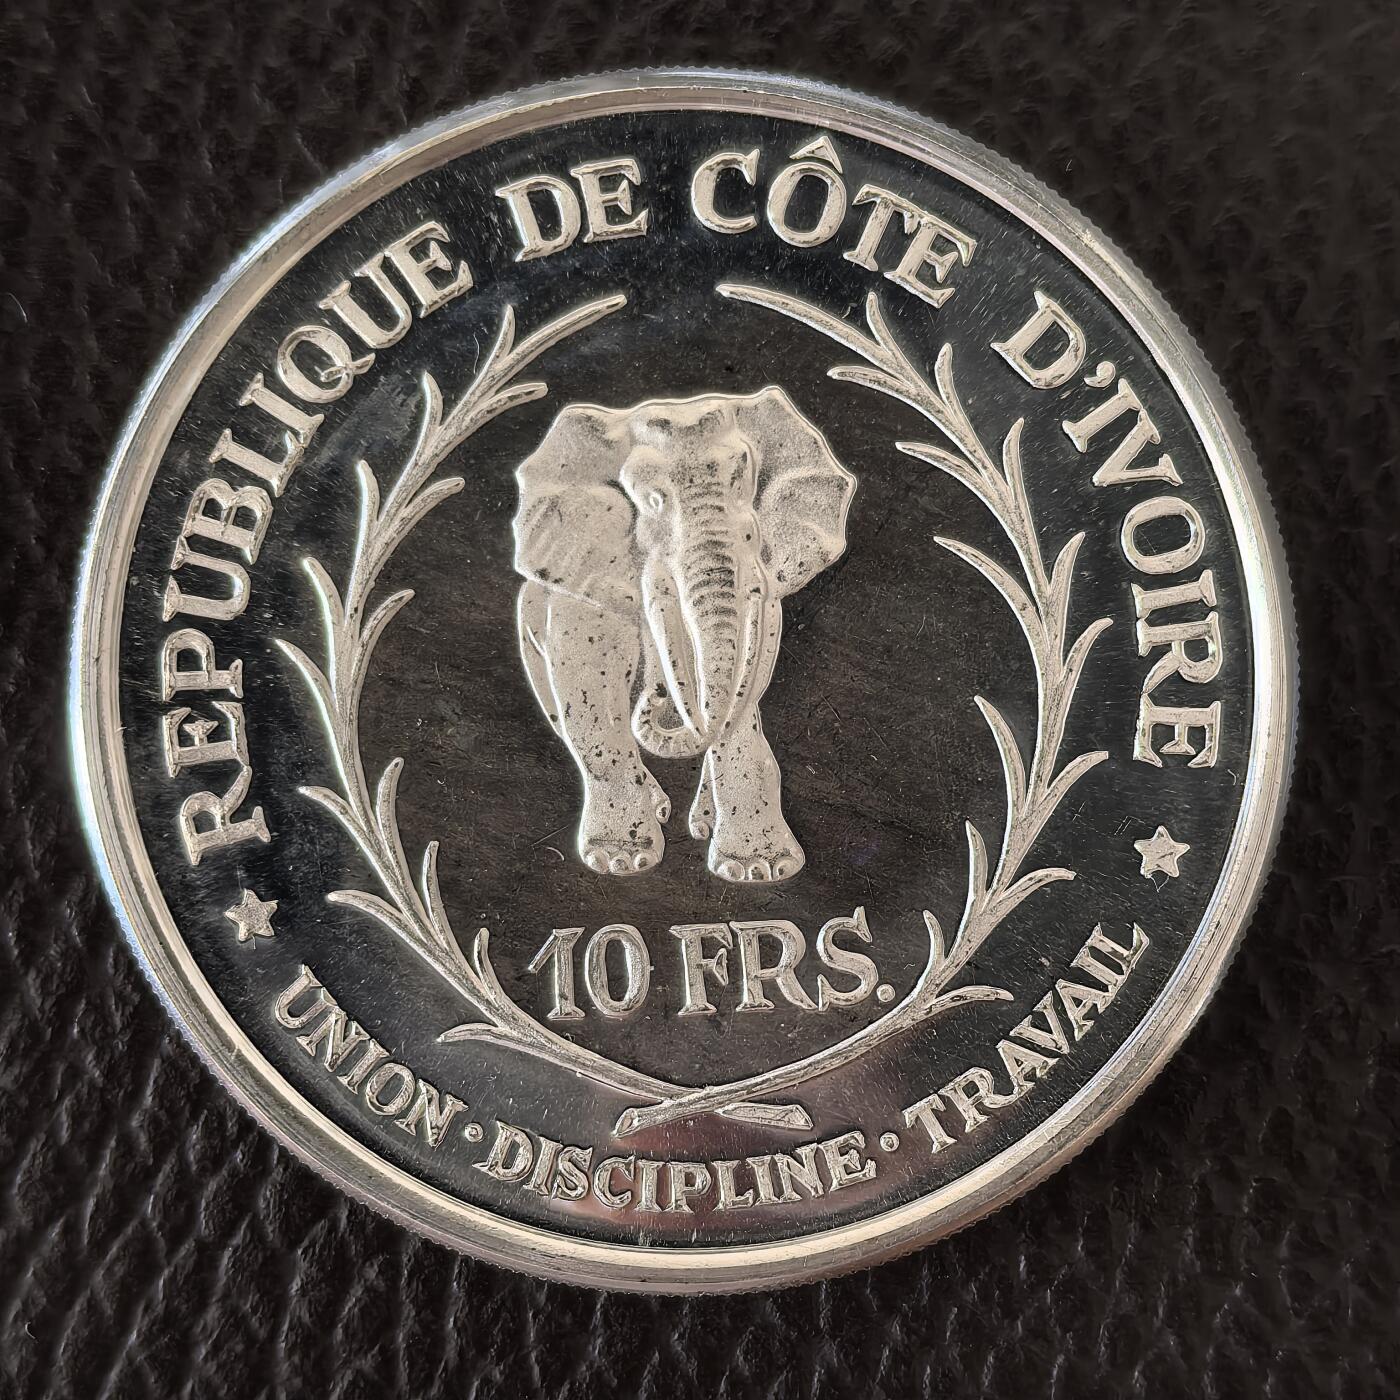 REPUBLIQUE DE CÔTE D'IVOIRE
10 FRS.
UNION · DISCIPLINE · TRAVAIL